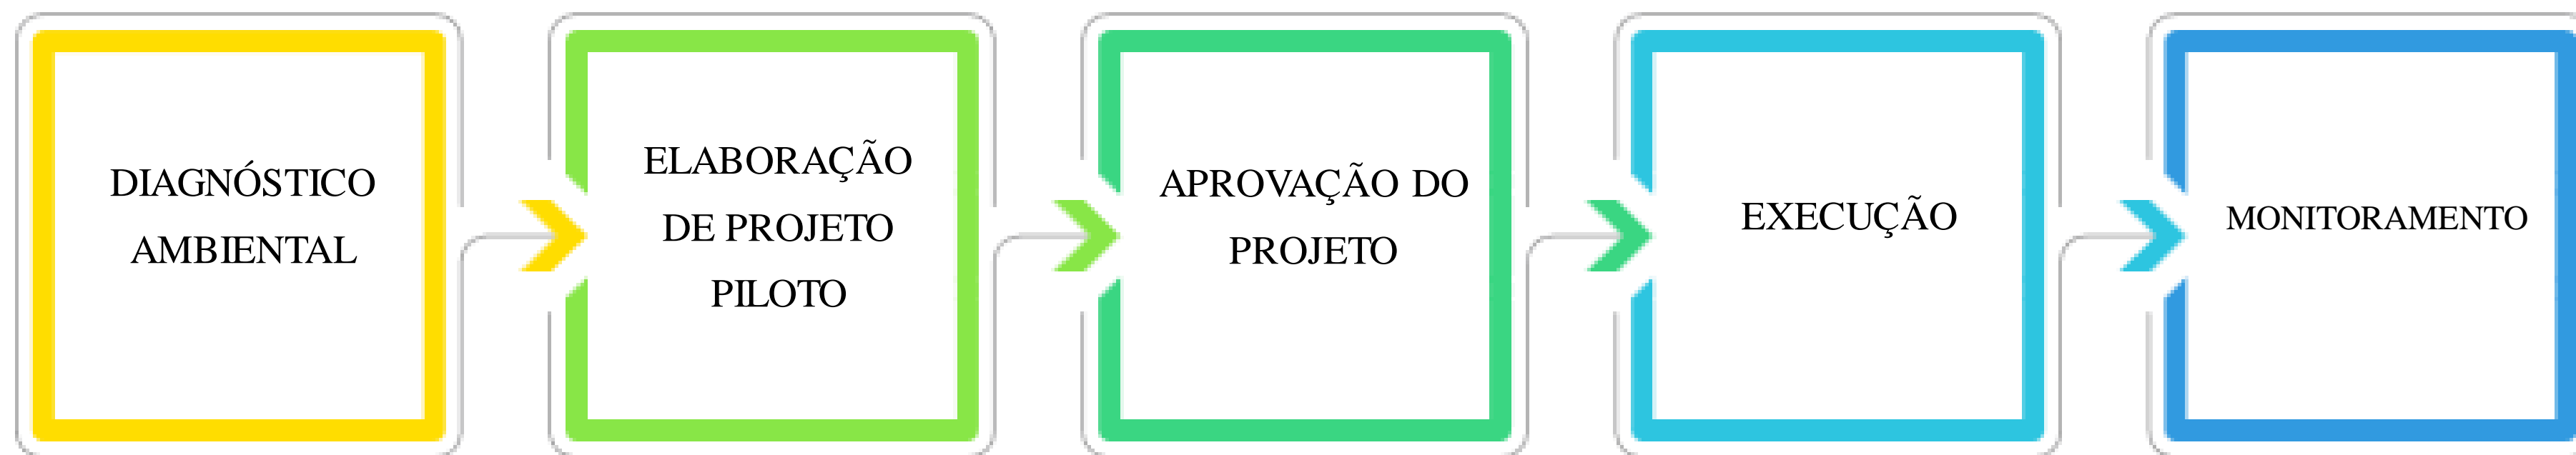 DIAGNÓSTICO
AMBIENTAL
ELABORAÇÃO
DE PROJETO
PILOTO
APROVAÇÃO DO
PROJETO
EXECUÇÃO
MONITORAMENTO